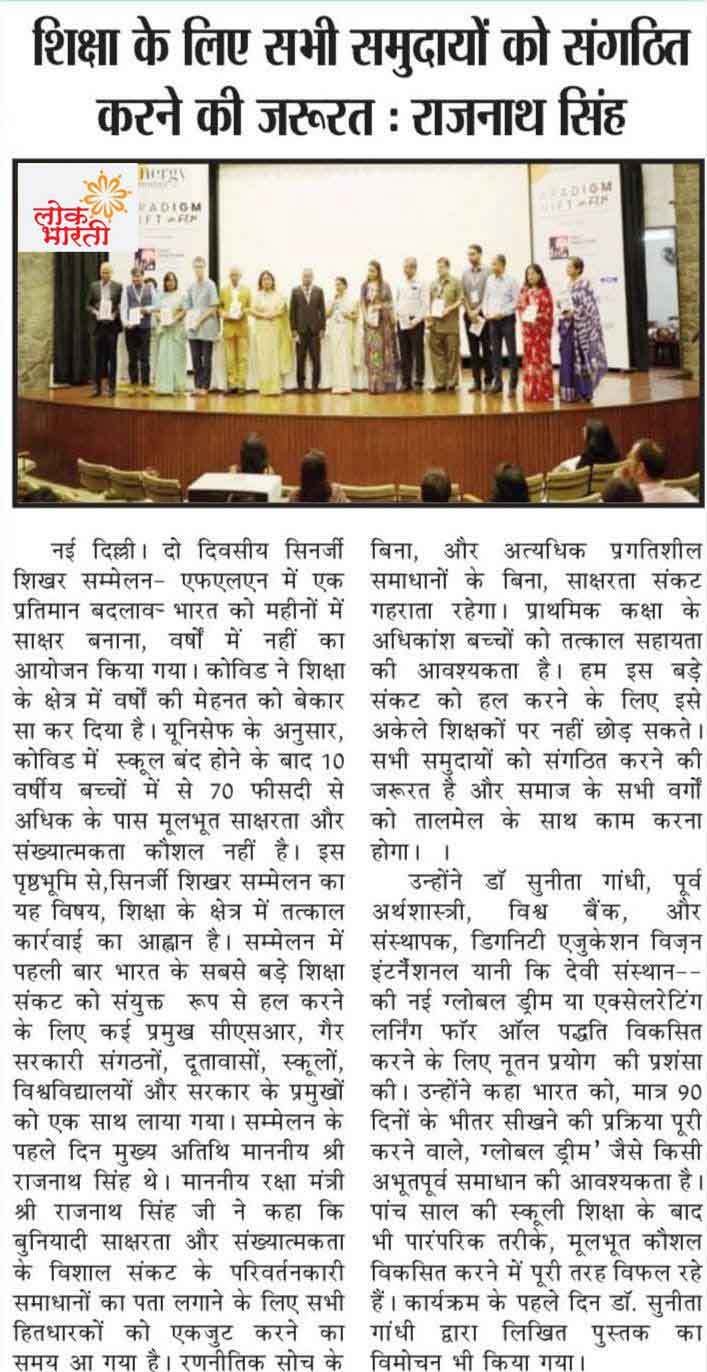 शिक्षा के लिए सभी समुदायों को संगठित
करने की जरूरत : राजनाथ सिंह
लोक
भारती
nergy
RADIGM
IFT in FLN
ARADIGM
HIFT in FLN
नई दिल्ली। दो दिवसीय सिनर्जी
शिखर सम्मेलन- एफएलएन में एक
प्रतिमान बदलाव- भारत को महीनों में
साक्षर बनाना, वर्षों में नहीं का
आयोजन किया गया। कोविड ने शिक्षा
के क्षेत्र में वर्षों की मेहनत को बेकार
सा कर दिया है। यूनिसेफ के अनुसार,
कोविड में स्कूल बंद होने के बाद 10
वर्षीय बच्चों में से 70 फीसदी से
अधिक के पास मूलभूत साक्षरता और
संख्यात्मकता कौशल नहीं है। इस
पृष्ठभूमि से,सिनर्जी शिखर सम्मेलन का
यह विषय, शिक्षा के क्षेत्र में तत्काल
कार्रवाई का आह्वान है। सम्मेलन में
पहली बार भारत के सबसे बड़े शिक्षा
संकट को संयुक्त रूप से हल करने
के लिए कई प्रमुख सीएसआर, गैर
सरकारी संगठनों, दूतावासों, स्कूलों,
विश्वविद्यालयों और सरकार के प्रमुखों
को एक साथ लाया गया। सम्मेलन के
पहले दिन मुख्य अतिथि माननीय श्री
राजनाथ सिंह थे। माननीय रक्षा मंत्री
श्री राजनाथ सिंह जी ने कहा कि
बुनियादी साक्षरता और संख्यात्मकता
के विशाल संकट के परिवर्तनकारी
समाधानों का पता लगाने के लिए सभी
हितधारकों को एकजुट करने का
समय आ गया है। रणनीतिक सोच के
बिना, और अत्यधिक प्रगतिशील
समाधानों के बिना, साक्षरता संकट
गहराता रहेगा। प्राथमिक कक्षा के
अधिकांश बच्चों को तत्काल सहायता
की आवश्यकता है। हम इस बड़े
संकट को हल करने के लिए इसे
अकेले शिक्षकों पर नहीं छोड़ सकते।
सभी समुदायों को संगठित करने की
जरूरत है और समाज के सभी वर्गों
को तालमेल के साथ काम करना
होगा। ।
उन्होंने डॉ सुनीता गांधी, पूर्व
अर्थशास्त्री, विश्व बैंक, और
संस्थापक, डिगनिटी एजुकेशन विज़न
इंटर्नैशनल यानी कि देवी संस्थान--
की नई ग्लोबल ड्रीम या एक्सेलरेटिंग
लर्निंग फॉर ऑल पद्धति विकसित
करने के लिए नूतन प्रयोग की प्रशंसा
की। उन्होंने कहा भारत को, मात्र 90
दिनों के भीतर सीखने की प्रक्रिया पूरी
करने वाले, ग्लोबल ड्रीम' जैसे किसी
अभूतपूर्व समाधान की आवश्यकता है।
पांच साल की स्कूली शिक्षा के बाद
भी पारंपरिक तरीके, मूलभूत कौशल
विकसित करने में पूरी तरह विफल रहे
हैं। कार्यक्रम के पहले दिन डॉ. सुनीता
गांधी द्वारा लिखित पुस्तक का
विमोचन भी किया गया।